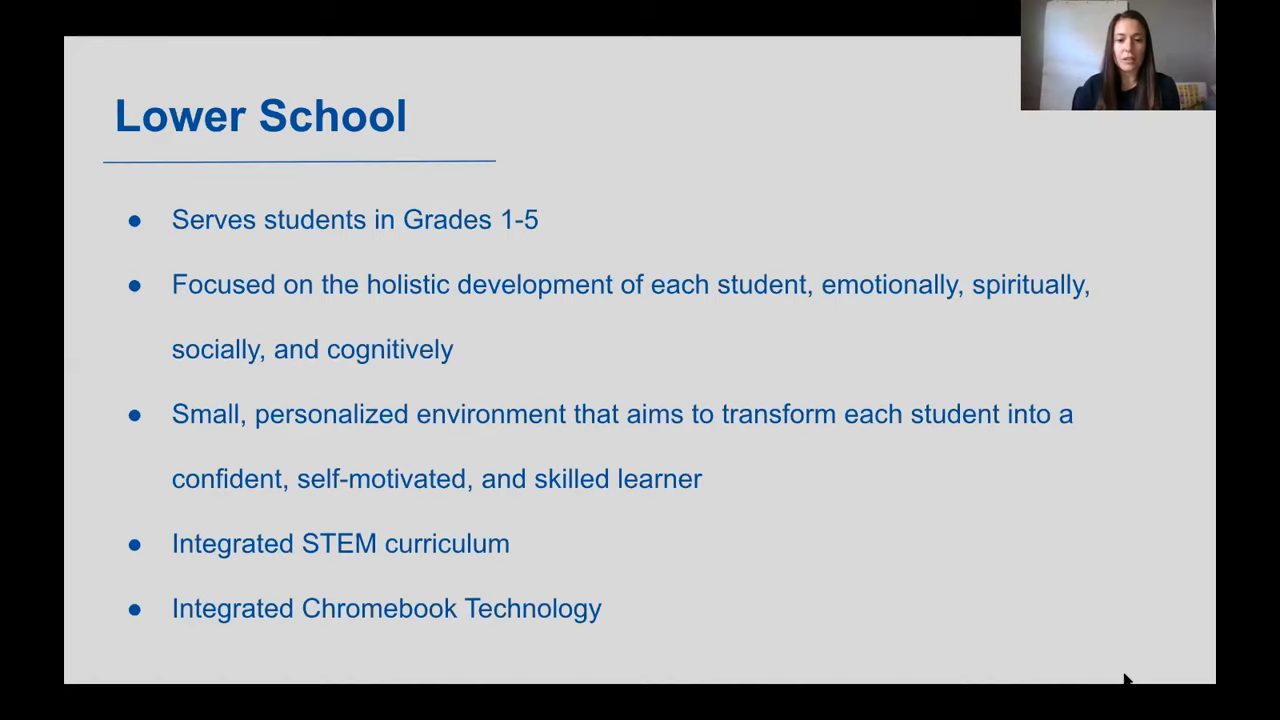 Lower School
● Serves students in Grades 1-5
● Focused on the holistic development of each student, emotionally, spiritually,
socially, and cognitively
● Small, personalized environment that aims to transform each student into a
confident, self-motivated, and skilled learner
● Integrated STEM curriculum
● Integrated Chromebook Technology